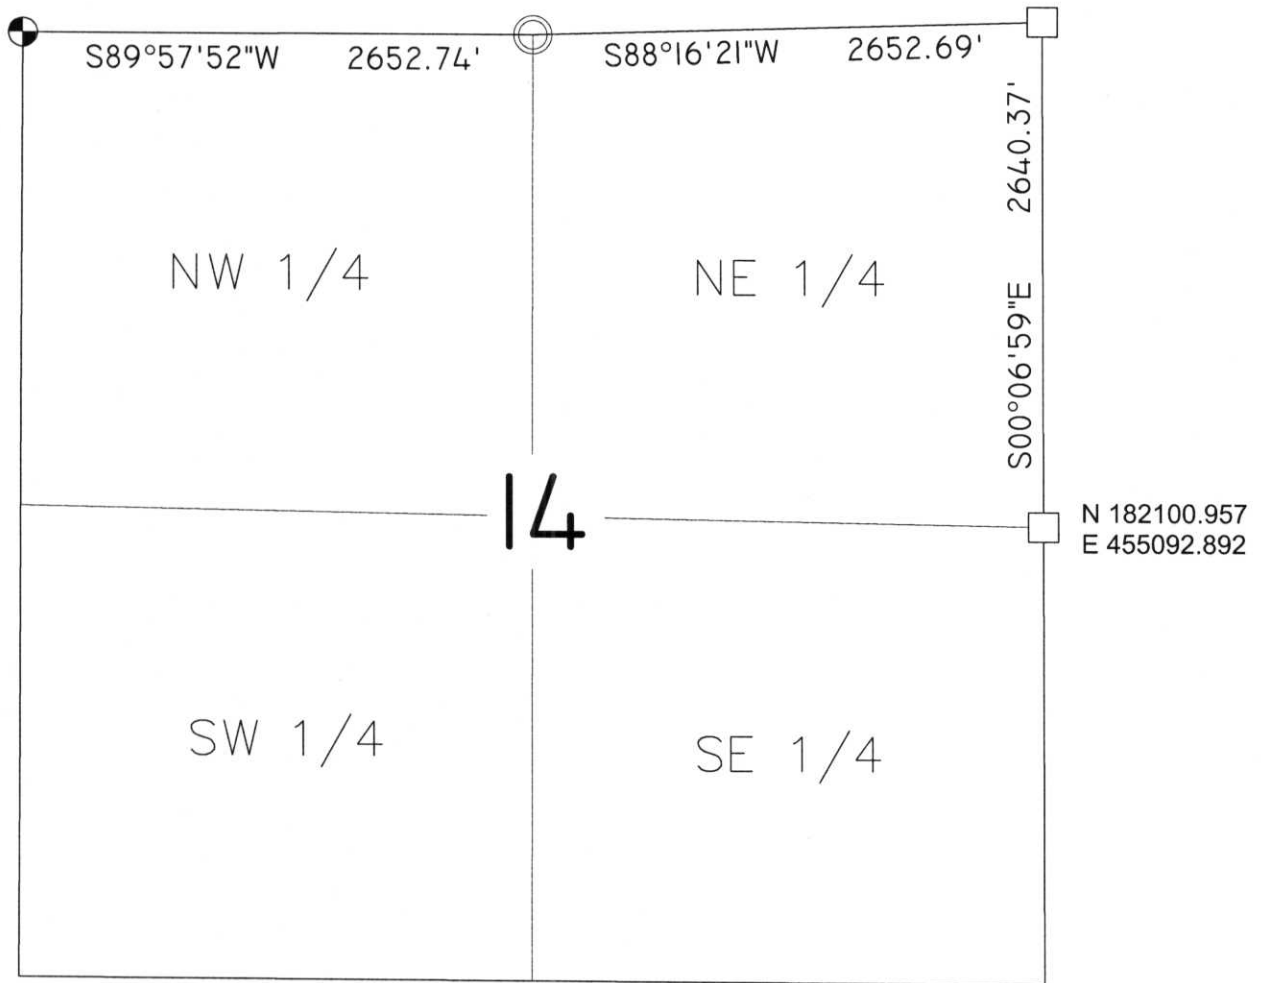 S89°57'52"W 2652.74'
S88°16'21"W 2652.69'
S00°06'59"E 2640.37'
NW 1/4
NE 1/4
14
N 182100.957
E 455092.892
SW 1/4
SE 1/4